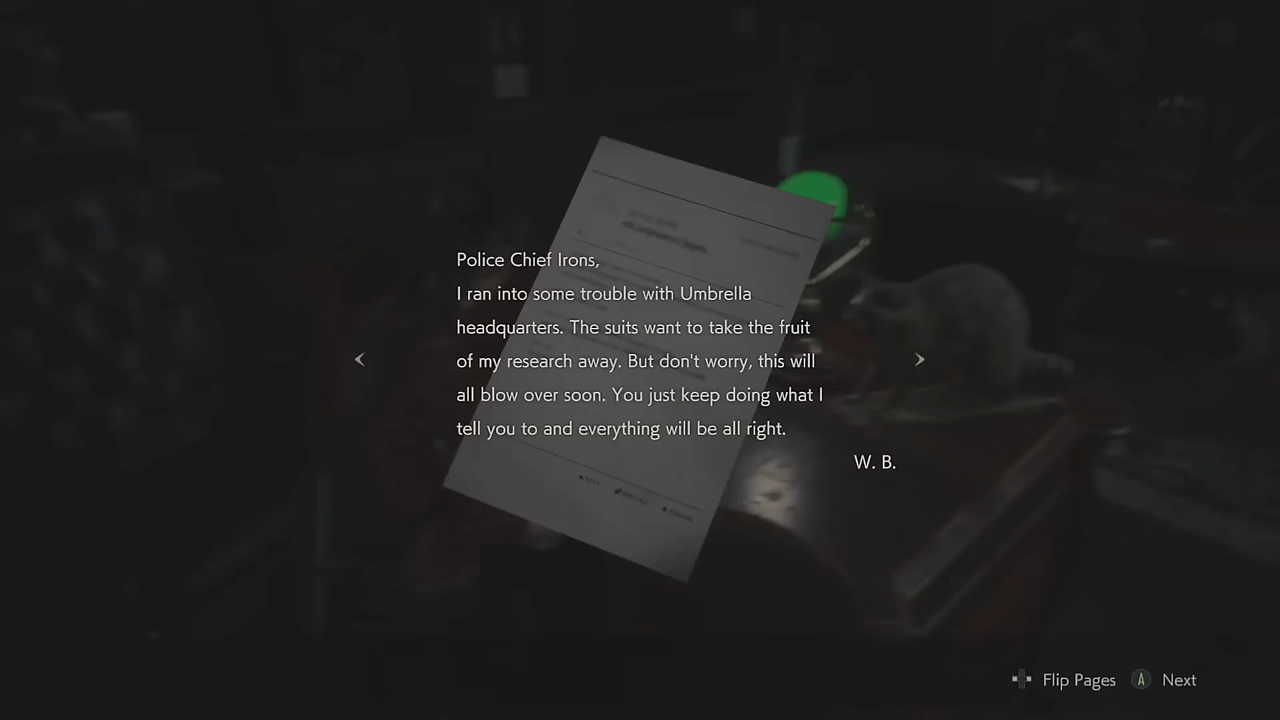 Police Chief Irons,
I ran into some trouble with Umbrella
headquarters. The suits want to take the fruit
of my research away. But don't worry, this will
all blow over soon. You just keep doing what I
tell you to and everything will be all right.
W. B.
Flip Pages A Next